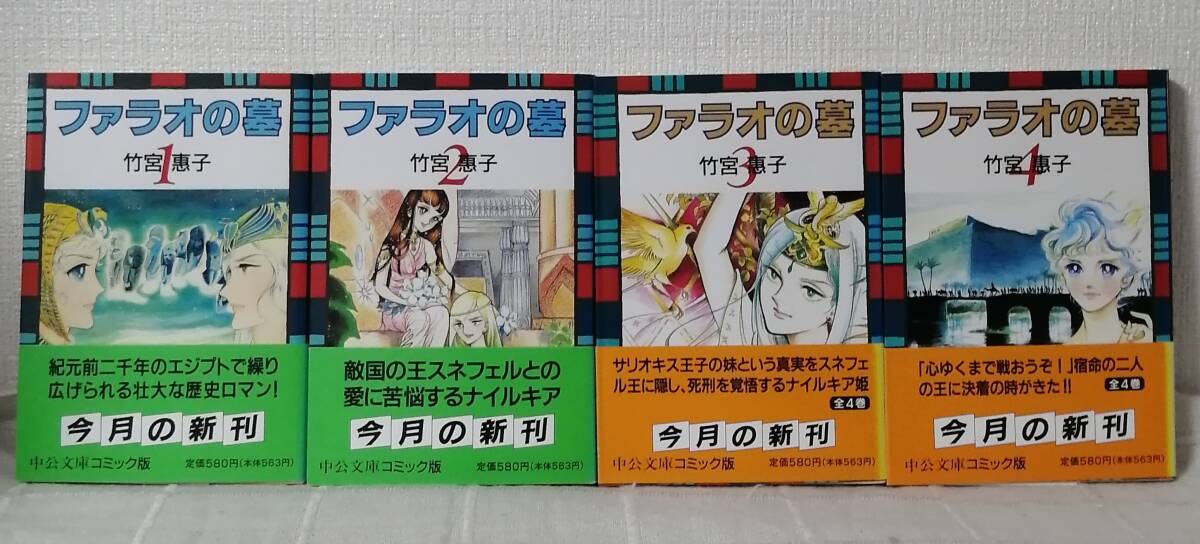 ファラオの墓
竹宮惠子
1
紀元前二千年のエジプトで繰り
広げられる壮大な歴史ロマン!
今月の新刊
中公文庫コミック版
定価580円(本体563円)
ファラオの墓
竹宮惠子
2
敵国の王スネフェルとの
愛に苦悩するナイルキア
今月の新刊
中公文庫コミック版
定価580円(本体563円)
ファラオの墓
竹宮惠子
3
サリオキス王子の妹という真実をスネフェ
ル王に隠し、死刑を覚悟するナイルキア姫
全4巻
今月の新刊
中公文庫コミック版
定価580円(本体563円)
ファラオの墓
竹宮惠子
4
「心ゆくまで戦おうぞ!」宿命の二人
の王に決着の時がきた!!
全4巻
今月の新刊
中公文庫コミック版
定価580円(本体563円)